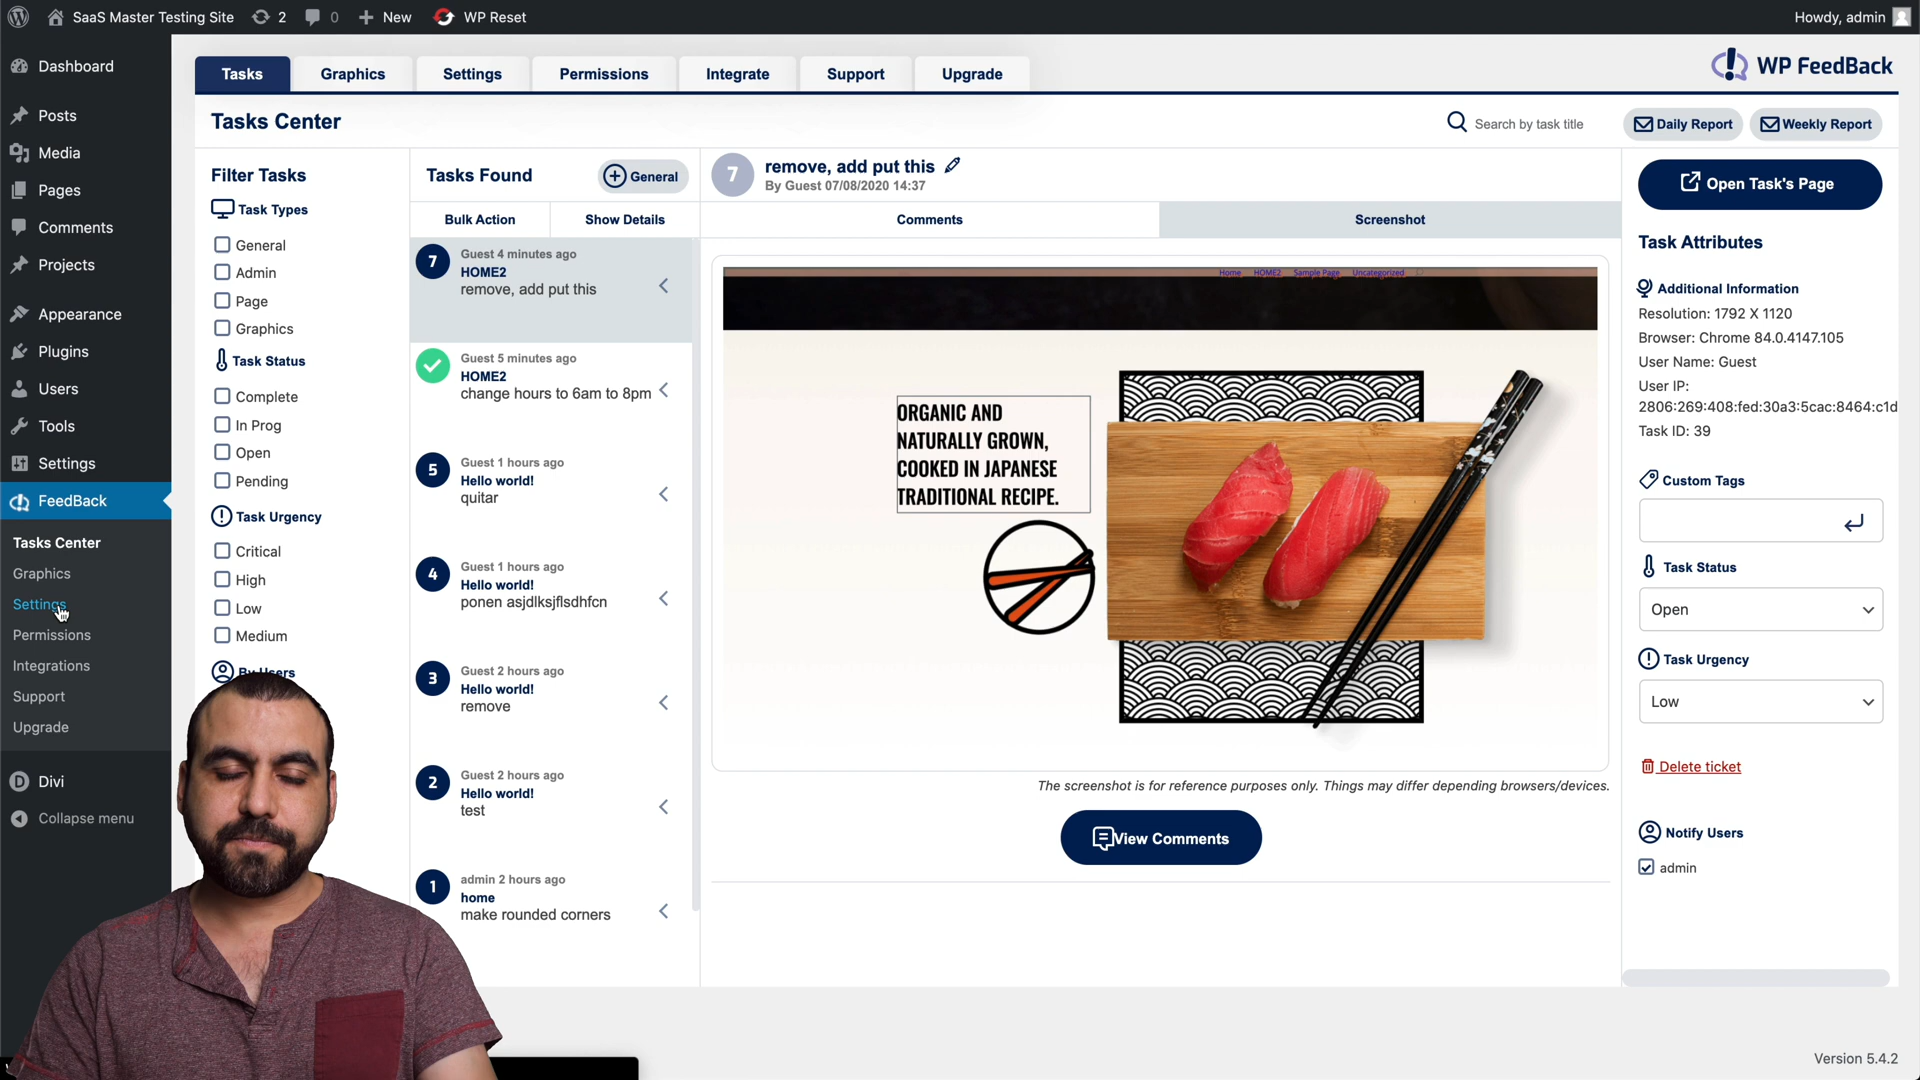 SaaS Master Testing Site
2
0
New
WP Reset
Howdy, admin
Dashboard
Posts
Media
Pages
Comments
Projects
Appearance
Plugins
Users
Tools
Settings
FeedBack
Tasks Center
Graphics
Settings
Permissions
Integrations
Support
Upgrade
Divi
Collapse menu
Tasks
Graphics
Settings
Permissions
Integrate
Support
Upgrade
WP FeedBack
Tasks Center
Search by task title
Daily Report
Weekly Report
Filter Tasks
Task Types
General
Admin
Page
Graphics
Task Status
Complete
In Prog
Open
Pending
Task Urgency
Critical
High
Low
Medium
By Users
Tasks Found
General
Bulk Action
Show Details
7
Guest 4 minutes ago
HOME2
remove, add put this
Guest 5 minutes ago
HOME2
change hours to 6am to 8pm
5
Guest 1 hours ago
Hello world!
quitar
4
Guest 1 hours ago
Hello world!
ponen asjdlksjflsdhfcn
3
Guest 2 hours ago
Hello world!
remove
2
Guest 2 hours ago
Hello world!
test
1
admin 2 hours ago
home
make rounded corners
7
remove, add put this
By Guest 07/08/2020 14:37
Comments
Screenshot
Home
HOME2
Sample Page
Uncategorized
ORGANIC AND
NATURALLY GROWN,
COOKED IN JAPANESE
TRADITIONAL RECIPE.
The screenshot is for reference purposes only. Things may differ depending browsers/devices.
View Comments
Open Task's Page
Task Attributes
Additional Information
Resolution: 1792 X 1120
Browser: Chrome 84.0.4147.105
User Name: Guest
User IP:
2806:269:408:fed:30a3:5cac:8464:c1d
Task ID: 39
Custom Tags
Task Status
Open
Task Urgency
Low
Delete ticket
Notify Users
admin
Version 5.4.2